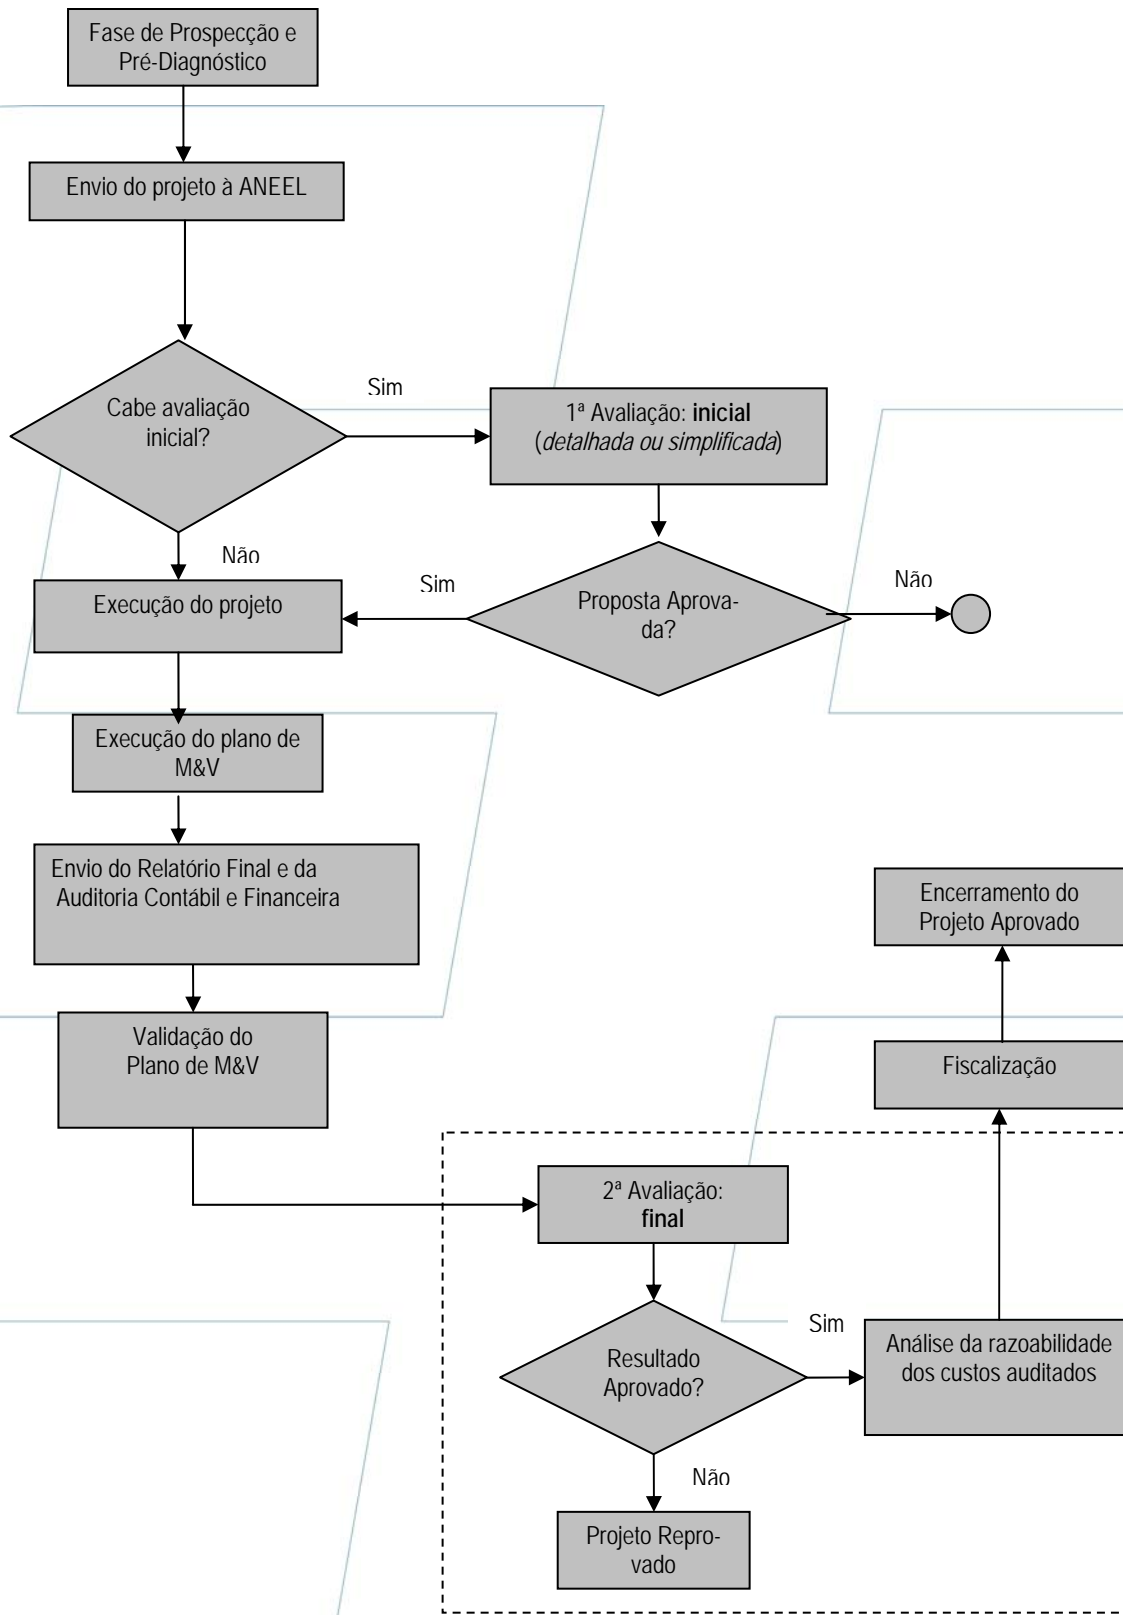 Fase de Prospecção e
Pré-Diagnóstico
Envio do projeto à ANEEL
Cabe avaliação
inicial?
Sim
1ª Avaliação: inicial
(detalhada ou simplificada)
Não
Execução do projeto
Sim
Proposta Aprova-
da?
Não
Execução do plano de
M&V
Envio do Relatório Final e da
Auditoria Contábil e Financeira
Validação do
Plano de M&V
Encerramento do
Projeto Aprovado
Fiscalização
2ª Avaliação:
final
Resultado
Aprovado?
Sim
Análise da razoabilidade
dos custos auditados
Não
Projeto Repro-
vado